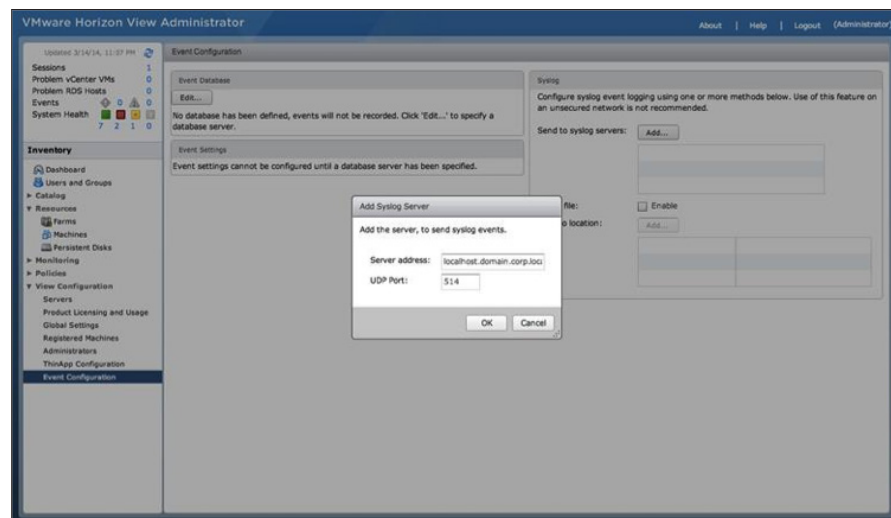 VMware Horizon View Administrator
About | Help | Logout (Administrator)
Updated 3/14/14, 11:37 PM
Sessions 1
Problem vCenter VMs 0
Problem RDS Hosts 0
Events 0 0
System Health
7 2 1 0
Inventory
Dashboard
Users and Groups
Catalog
Resources
Farms
Machines
Persistent Disks
Monitoring
Policies
View Configuration
Servers
Product Licensing and Usage
Global Settings
Registered Machines
Administrators
ThinApp Configuration
Event Configuration
Event Configuration
Event Database
Edit...
No database has been defined, events will not be recorded. Click 'Edit...' to specify a
database server.
Event Settings
Event settings cannot be configured until a database server has been specified.
Syslog
Configure syslog event logging using one or more methods below. Use of this feature on
an unsecured network is not recommended.
Send to syslog servers: Add...
file: Enable
o location: Add...
Add Syslog Server
Add the server, to send syslog events.
Server address: localhost.domain.corp.loc
UDP Port: 514
OK Cancel